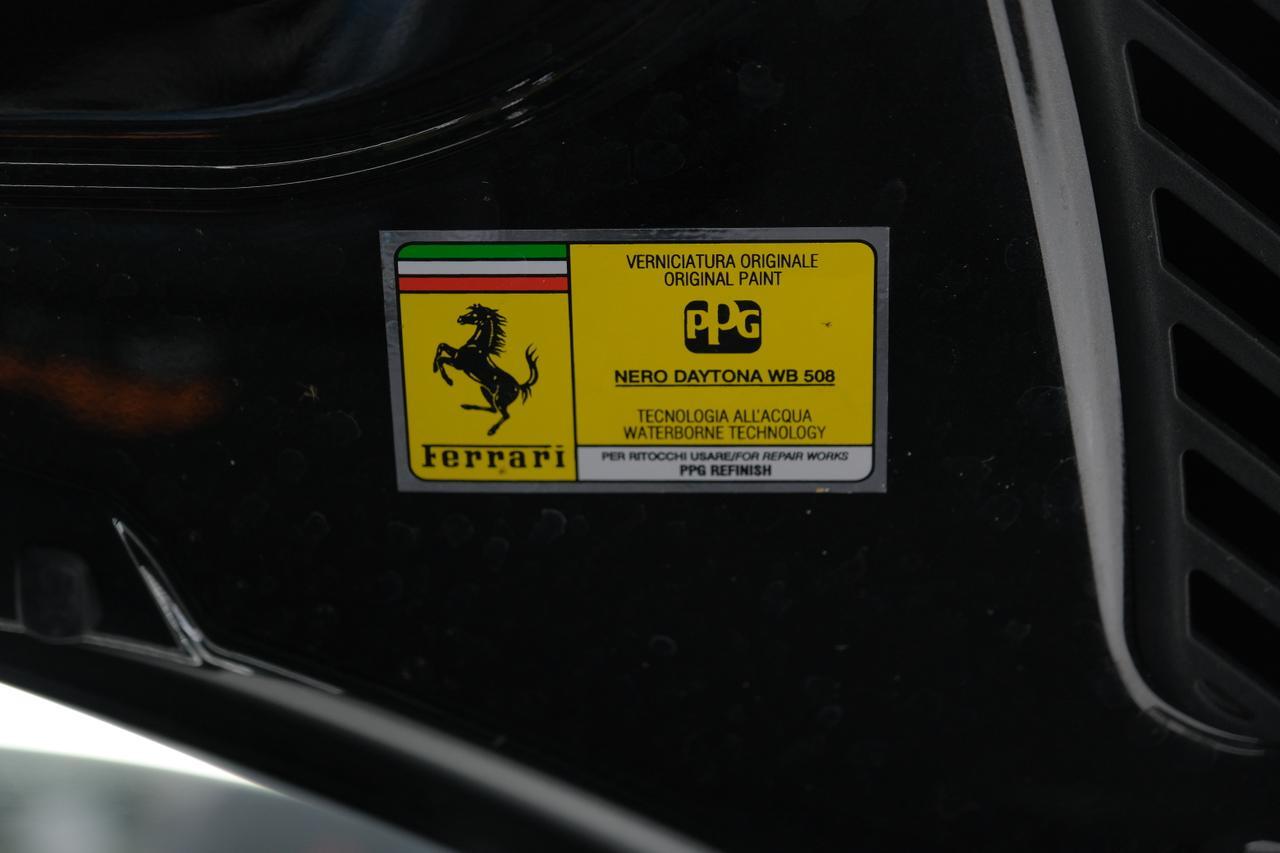 Ferrari
VERNICIATURA ORIGINALE
ORIGINAL PAINT
PPG
NERO DAYTONA WB 508
TECNOLOGIA ALL'ACQUA
WATERBORNE TECHNOLOGY
PER RITOCCHI USARE/FOR REPAIR WORKS
PPG REFINISH